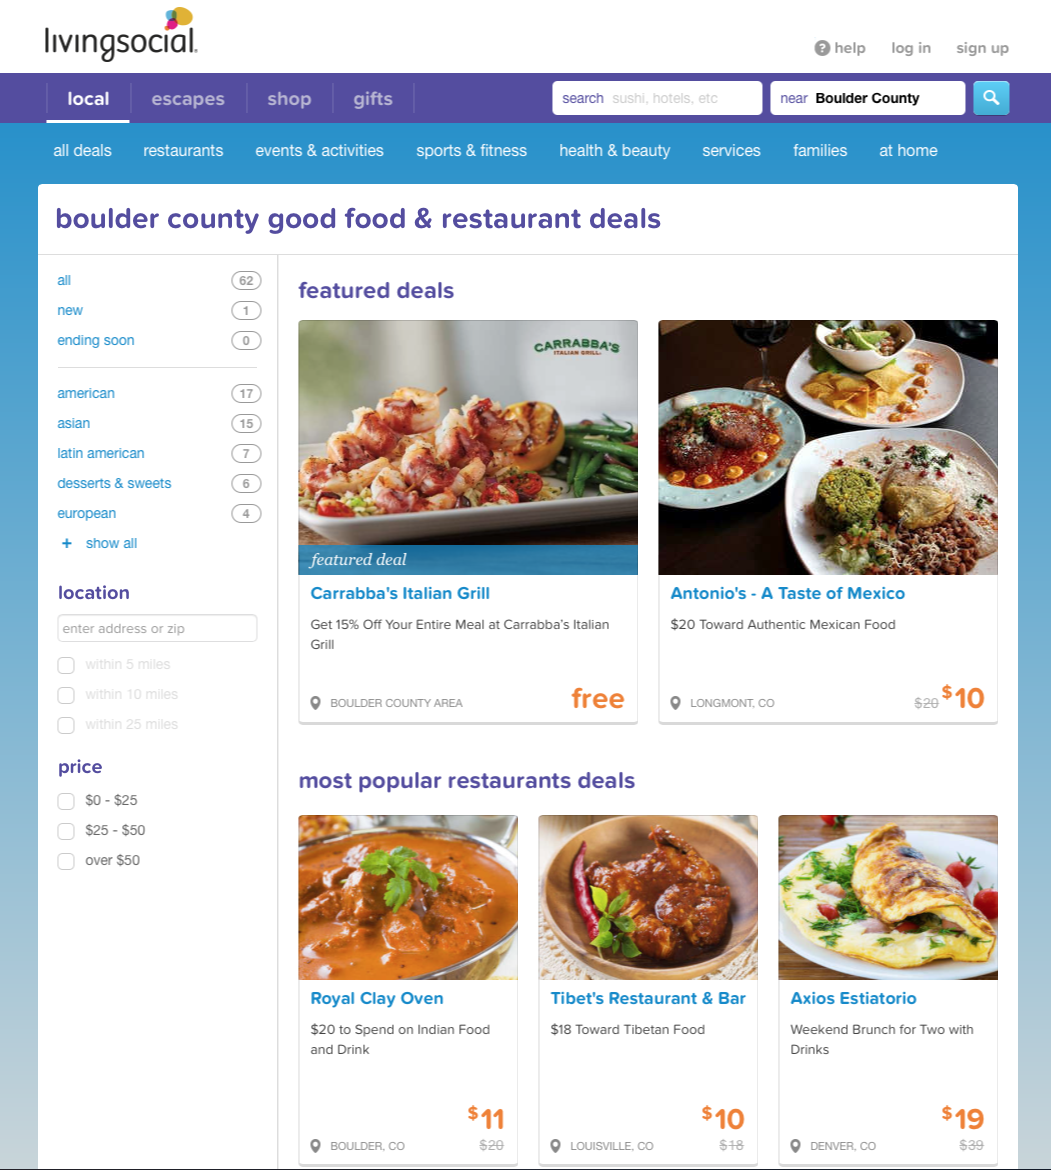 livingsocial.
? help log in sign up
local escapes shop gifts search sushi, hotels, etc near Boulder County
all deals restaurants events & activities sports & fitness health & beauty services families at home
boulder county good food & restaurant deals
all 62
new 1
ending soon 0
american 17
asian 15
latin american 7
desserts & sweets 6
european 4
+ show all
location
enter address or zip
within 5 miles
within 10 miles
within 25 miles
price
$0 - $25
$25 - $50
over $50
featured deals
CARRABBA'S
ITALIAN GRILL.
featured deal
Carrabba's Italian Grill
Get 15% Off Your Entire Meal at Carrabba's Italian
Grill
BOULDER COUNTY AREA free
Antonio's - A Taste of Mexico
$20 Toward Authentic Mexican Food
LONGMONT, CO $20 $10
most popular restaurants deals
Royal Clay Oven
$20 to Spend on Indian Food
and Drink
$11
BOULDER, CO $20
Tibet's Restaurant & Bar
$18 Toward Tibetan Food
$10
LOUISVILLE, CO $18
Axios Estiatorio
Weekend Brunch for Two with
Drinks
$19
DENVER, CO $39